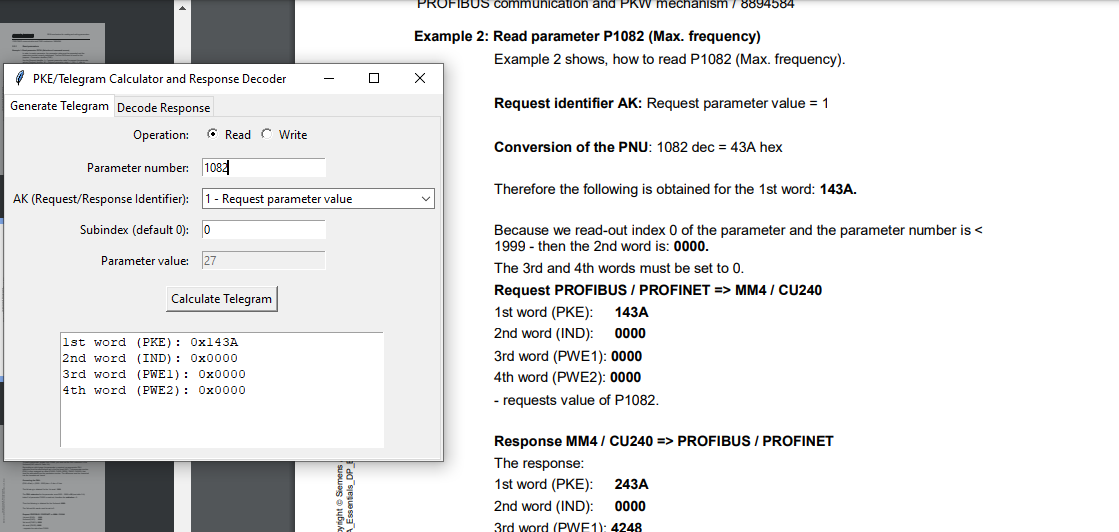 PROFIBUS communication and PKW mechanism / 8894584
Example 2: Read parameter P1082 (Max. frequency)
Example 2 shows, how to read P1082 (Max. frequency).
Request identifier AK: Request parameter value = 1
Conversion of the PNU: 1082 dec = 43A hex
Therefore the following is obtained for the 1st word: 143A.
Because we read-out index 0 of the parameter and the parameter number is <
1999 - then the 2nd word is: 0000.
The 3rd and 4th words must be set to 0.
Request PROFIBUS / PROFINET => MM4 / CU240
1st word (PKE): 143A
2nd word (IND): 0000
3rd word (PWE1): 0000
4th word (PWE2): 0000
- requests value of P1082.
Response MM4 / CU240 => PROFIBUS / PROFINET
The response:
1st word (PKE): 243A
2nd word (IND): 0000
3rd word (PWE1): 4248
PKE/Telegram Calculator and Response Decoder
Generate Telegram Decode Response
Operation: Read Write
Parameter number: 1082
AK (Request/Response Identifier): 1 - Request parameter value
Subindex (default 0): 0
Parameter value: 27
Calculate Telegram
1st word (PKE): 0x143A
2nd word (IND): 0x0000
3rd word (PWE1): 0x0000
4th word (PWE2): 0x0000